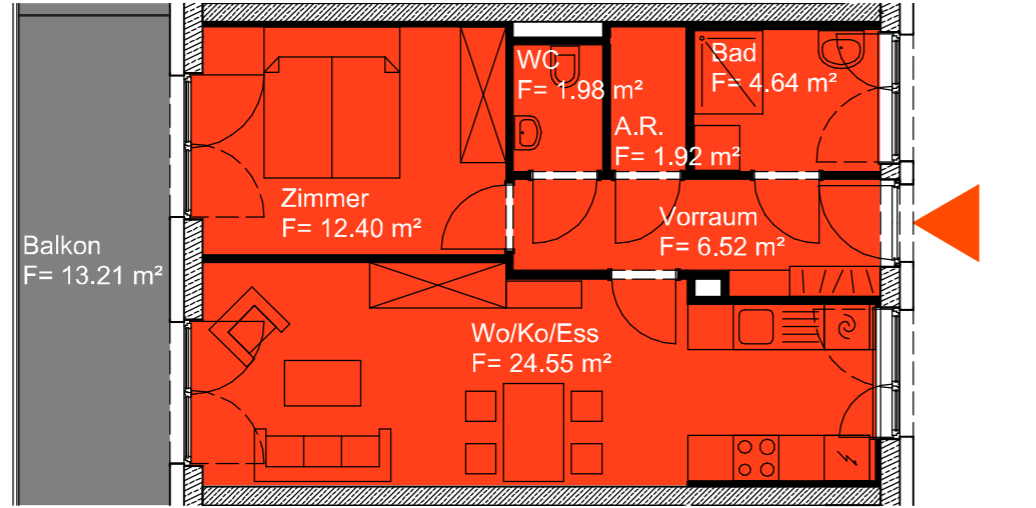 WC
F= 1.98 m²
Bad
F= 4.64 m²
A.R.
F= 1.92 m²
Zimmer
F= 12.40 m²
Vorraum
F= 6.52 m²
Balkon
F= 13.21 m²
Wo/Ko/Ess
F= 24.55 m²